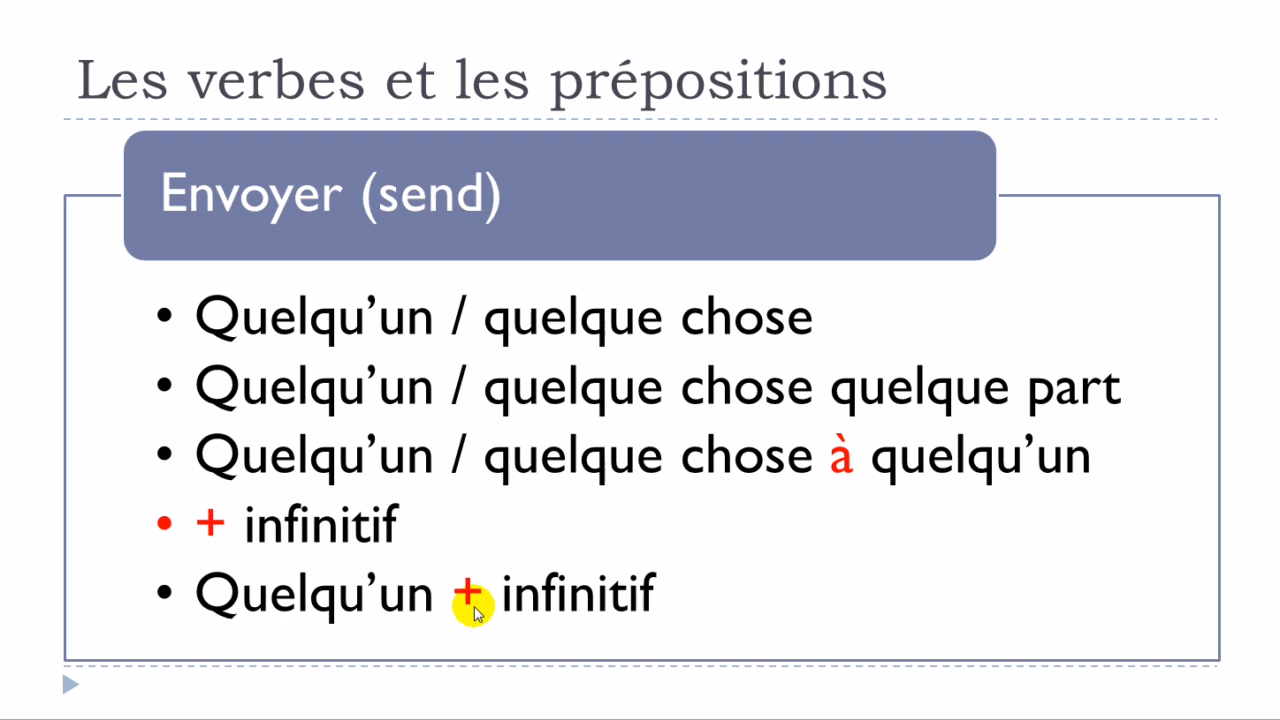 Les verbes et les prépositions
Envoyer (send)
• Quelqu’un / quelque chose
• Quelqu’un / quelque chose quelque part
• Quelqu’un / quelque chose à quelqu’un
• + infinitif
• Quelqu’un + infinitif